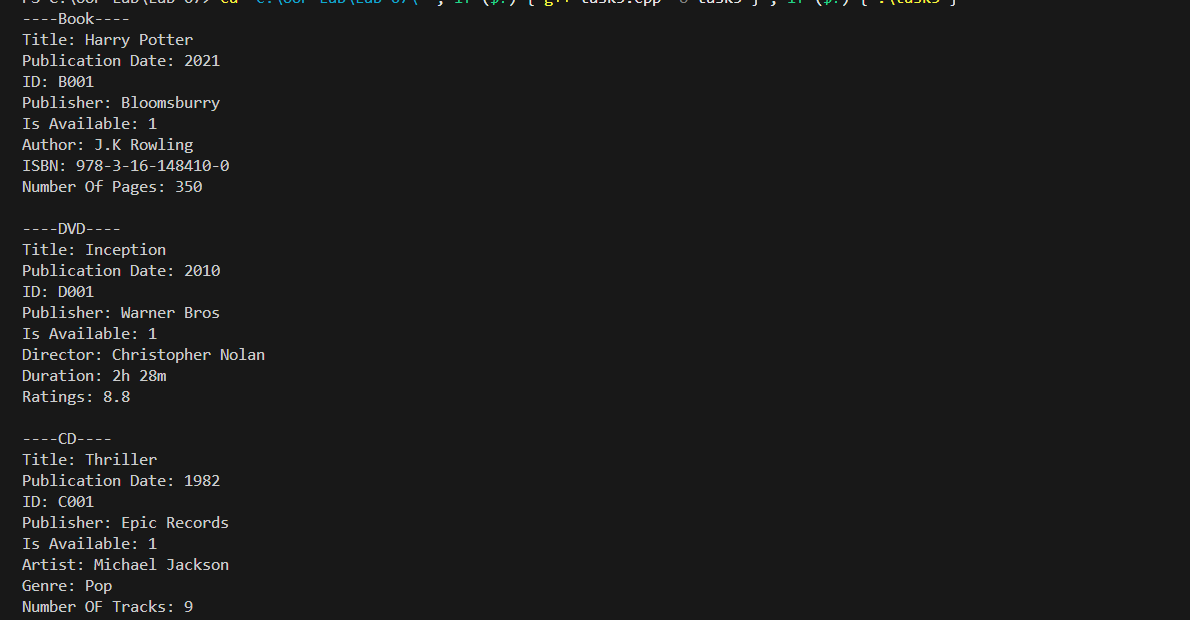 ----Book----
Title: Harry Potter
Publication Date: 2021
ID: B001
Publisher: Bloomsburry
Is Available: 1
Author: J.K Rowling
ISBN: 978-3-16-148410-0
Number Of Pages: 350

----DVD----
Title: Inception
Publication Date: 2010
ID: D001
Publisher: Warner Bros
Is Available: 1
Director: Christopher Nolan
Duration: 2h 28m
Ratings: 8.8

----CD----
Title: Thriller
Publication Date: 1982
ID: C001
Publisher: Epic Records
Is Available: 1
Artist: Michael Jackson
Genre: Pop
Number OF Tracks: 9